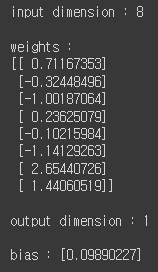 input dimension : 8
weights :
[[ 0.71167353]
[-0.32448496]
[-1.00187064]
[ 0.23625079]
[-0.10215984]
[-1.14129263]
[ 2.65440726]
[ 1.44060519]]
output dimension : 1
bias : [0.09890227]